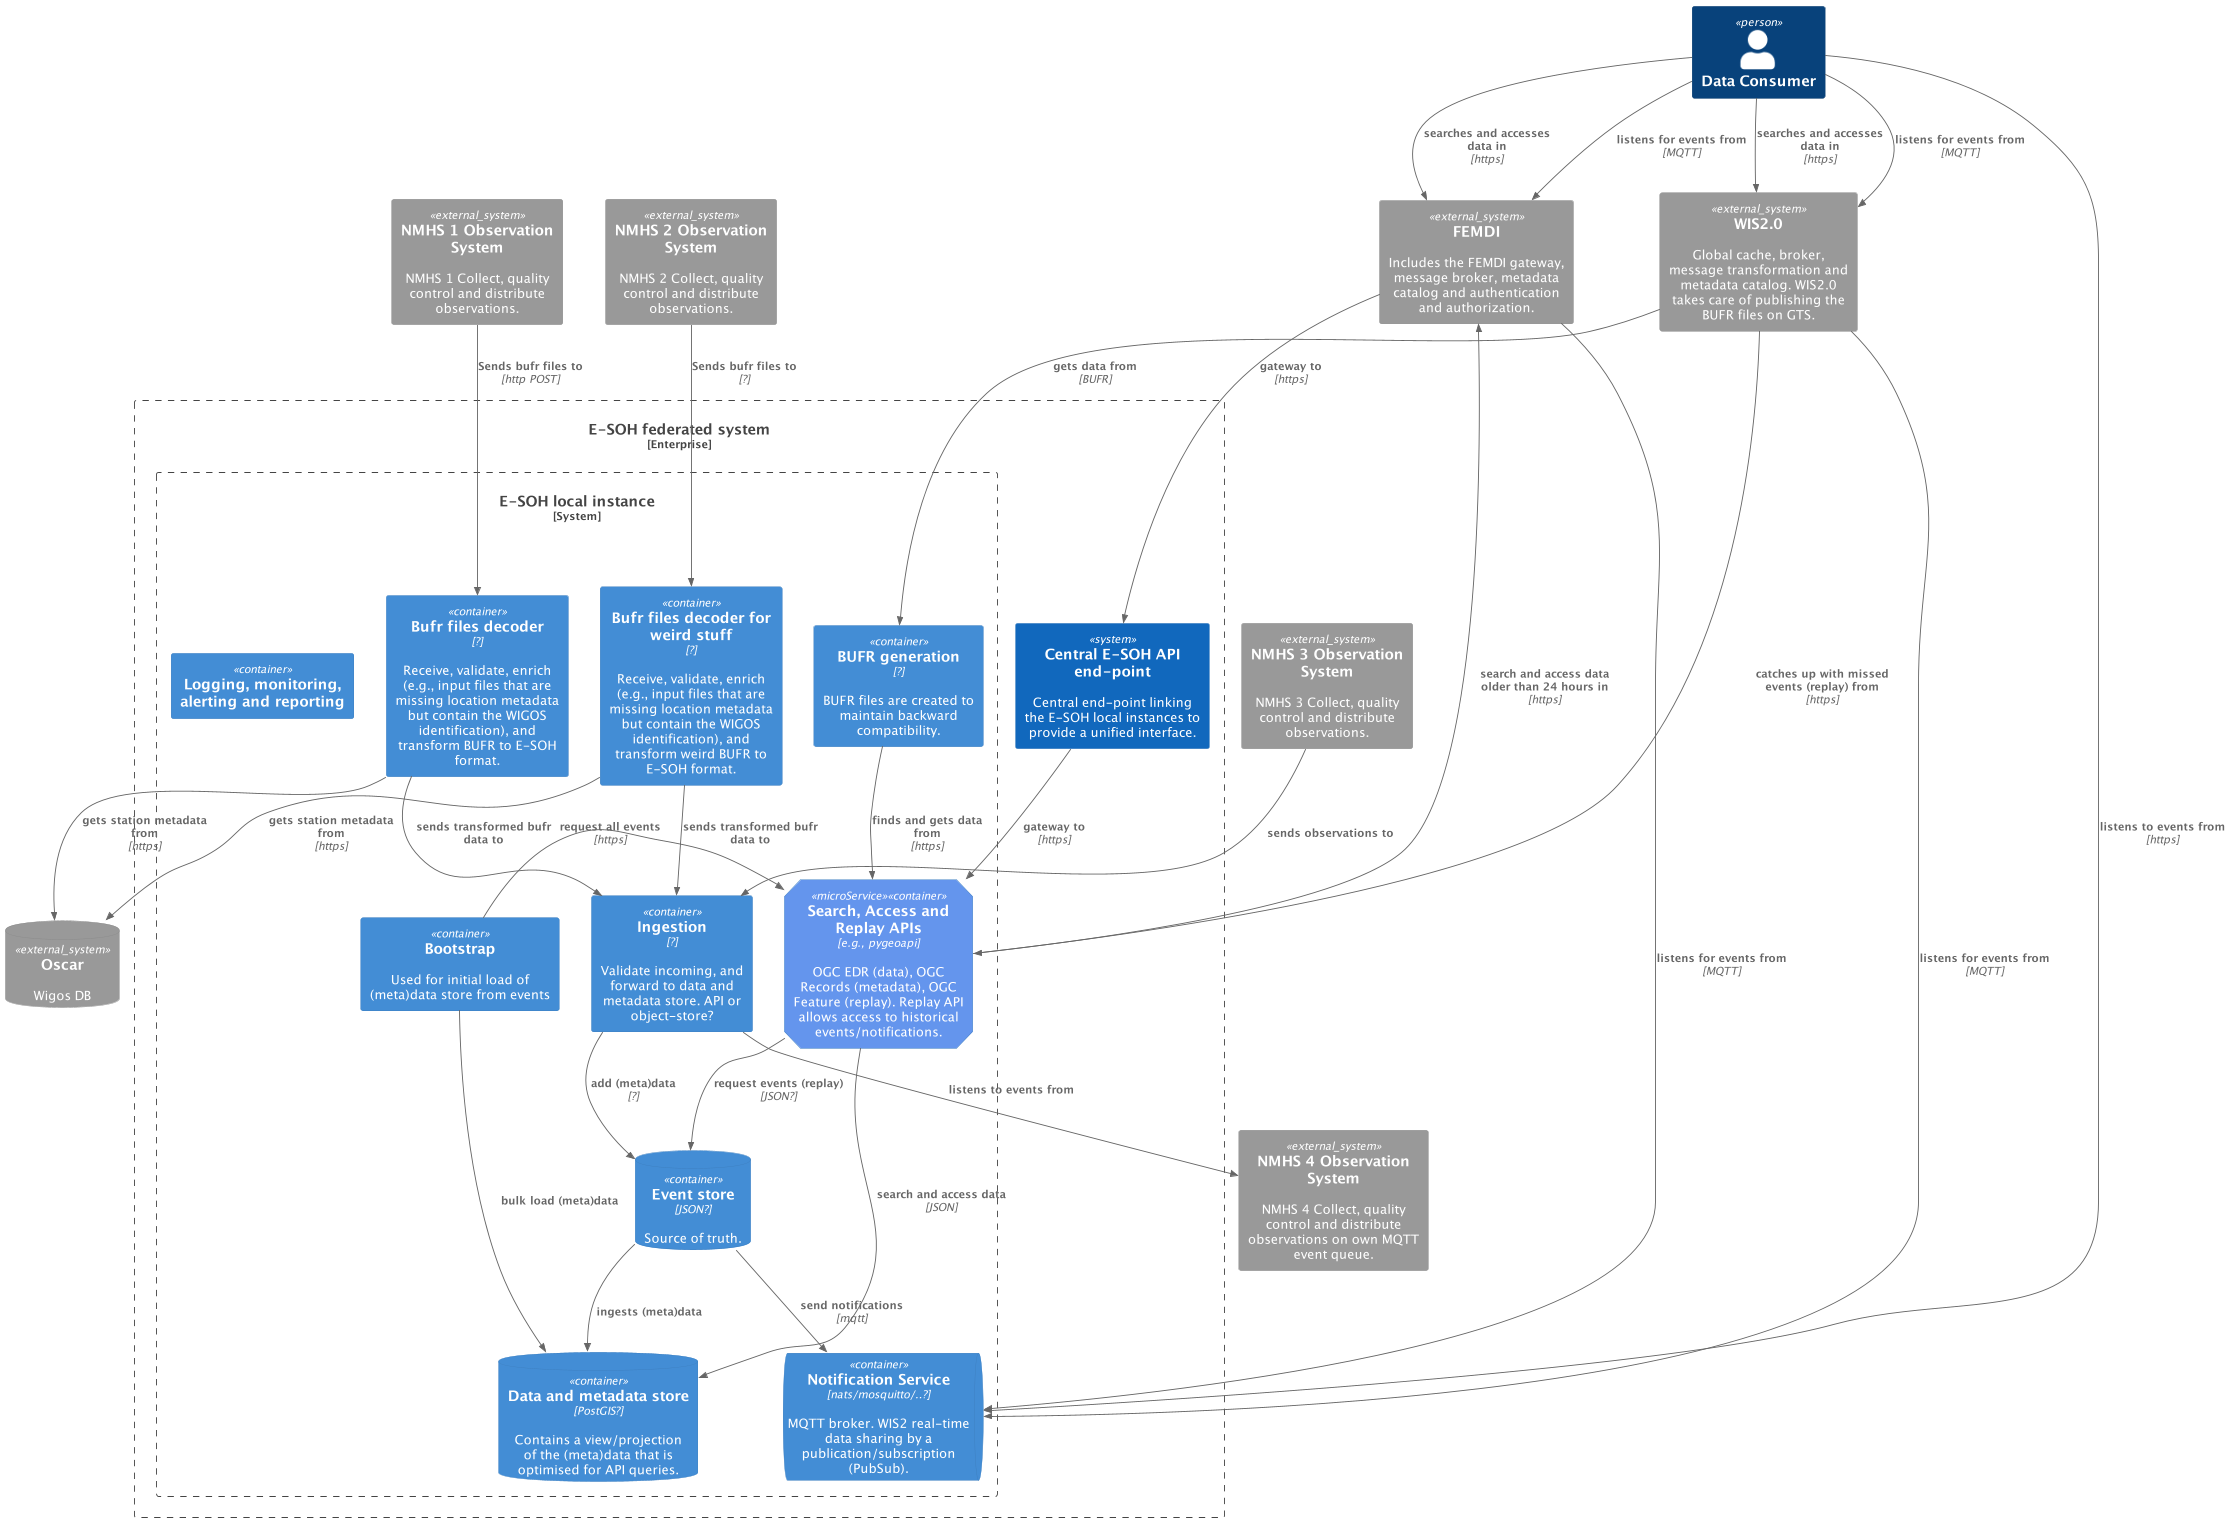 «person»
Data Consumer
searches and accesses
data in
[https]
listens for events from
[MQTT]
searches and accesses
data in
[https]
listens for events from
[MQTT]
«external_system»
NMHS 1 Observation
System
NMHS 1 Collect, quality
control and distribute
observations.
«external_system»
NMHS 2 Observation
System
NMHS 2 Collect, quality
control and distribute
observations.
«external_system»
FEMDI
Includes the FEMDI gateway,
message broker, metadata
catalog and authentication
and authorization.
«external_system»
WIS2.0
Global cache, broker,
message transformation and
metadata catalog. WIS2.0
takes care of publishing the
BUFR files on GTS.
Sends bufr files to
[http POST]
Sends bufr files to
[?]
gets data from
[BUFR]
gateway to
[https]
E-SOH federated system
[Enterprise]
E-SOH local instance
[System]
«container»
Logging, monitoring,
alerting and reporting
«container»
Bufr files decoder
[?]
Receive, validate, enrich
(e.g., input files that are
missing location metadata
but contain the WIGOS
identification), and
transform BUFR to E-SOH
format.
«container»
Bufr files decoder for
weird stuff
[?]
Receive, validate, enrich
(e.g., input files that are
missing location metadata
but contain the WIGOS
identification), and
transform weird BUFR to
E-SOH format.
«container»
BUFR generation
[?]
BUFR files are created to
maintain backward
compatibility.
«system»
Central E-SOH API
end-point
Central end-point linking
the E-SOH local instances to
provide a unified interface.
«external_system»
NMHS 3 Observation
System
NMHS 3 Collect, quality
control and distribute
observations.
search and access data
older than 24 hours in
[https]
catches up with missed
events (replay) from
[https]
gets station metadata
from
[https]
gets station metadata
from
[https]
sends transformed bufr
data to
request all events
[https]
sends transformed bufr
data to
finds and gets data
from
[https]
gateway to
[https]
sends observations to
listens to events from
[https]
«external_system»
Oscar
Wigos DB
«container»
Bootstrap
Used for initial load of
(meta)data store from events
«container»
Ingestion
[?]
Validate incoming, and
forward to data and
metadata store. API or
object-store?
«microService»«container»
Search, Access and
Replay APIs
[e.g., pygeoapi]
OGC EDR (data), OGC
Records (metadata), OGC
Feature (replay). Replay API
allows access to historical
events/notifications.
listens for events from
[MQTT]
listens for events from
[MQTT]
add (meta)data
[?]
request events (replay)
[JSON?]
listens to events from
«external_system»
NMHS 4 Observation
System
NMHS 4 Collect, quality
control and distribute
observations on own MQTT
event queue.
«container»
Event store
[JSON?]
Source of truth.
bulk load (meta)data
search and access data
[JSON]
ingests (meta)data
send notifications
[mqtt]
«container»
Data and metadata store
[PostGIS?]
Contains a view/projection
of the (meta)data that is
optimised for API queries.
«container»
Notification Service
[nats/mosquitto/..?]
MQTT broker. WIS2 real-time
data sharing by a
publication/subscription
(PubSub).